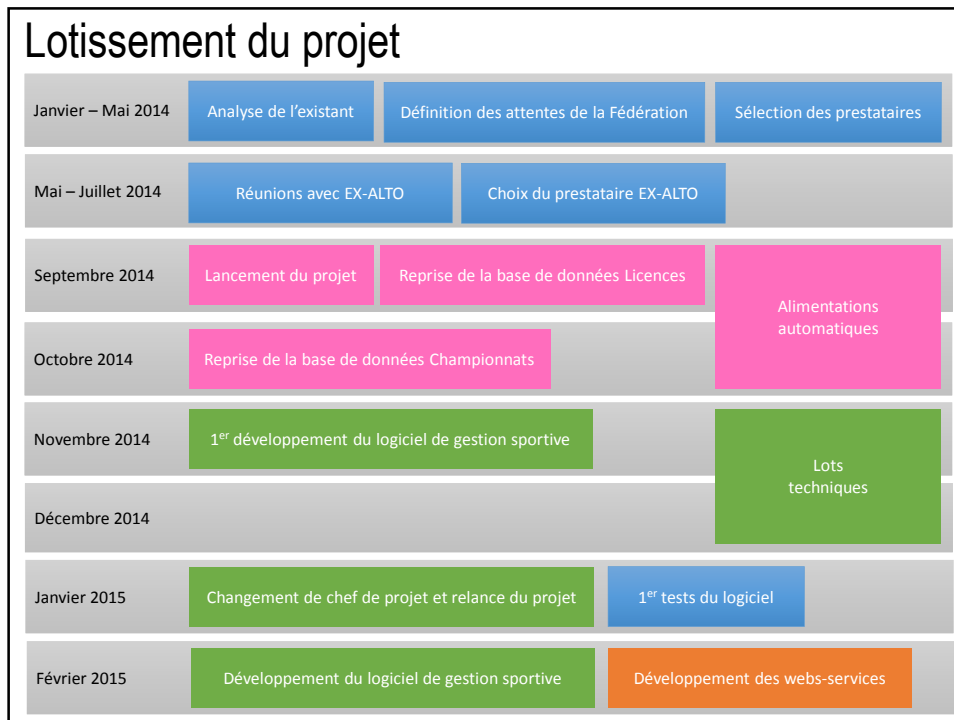 Lotissement du projet
Janvier – Mai 2014
Analyse de l'existant
Définition des attentes de la Fédération
Sélection des prestataires
Mai – Juillet 2014
Réunions avec EX-ALTO
Choix du prestataire EX-ALTO
Septembre 2014
Lancement du projet
Reprise de la base de données Licences
Alimentations
automatiques
Octobre 2014
Reprise de la base de données Championnats
Novembre 2014
1er développement du logiciel de gestion sportive
Lots
techniques
Décembre 2014
Janvier 2015
Changement de chef de projet et relance du projet
1er tests du logiciel
Février 2015
Développement du logiciel de gestion sportive
Développement des webs-services